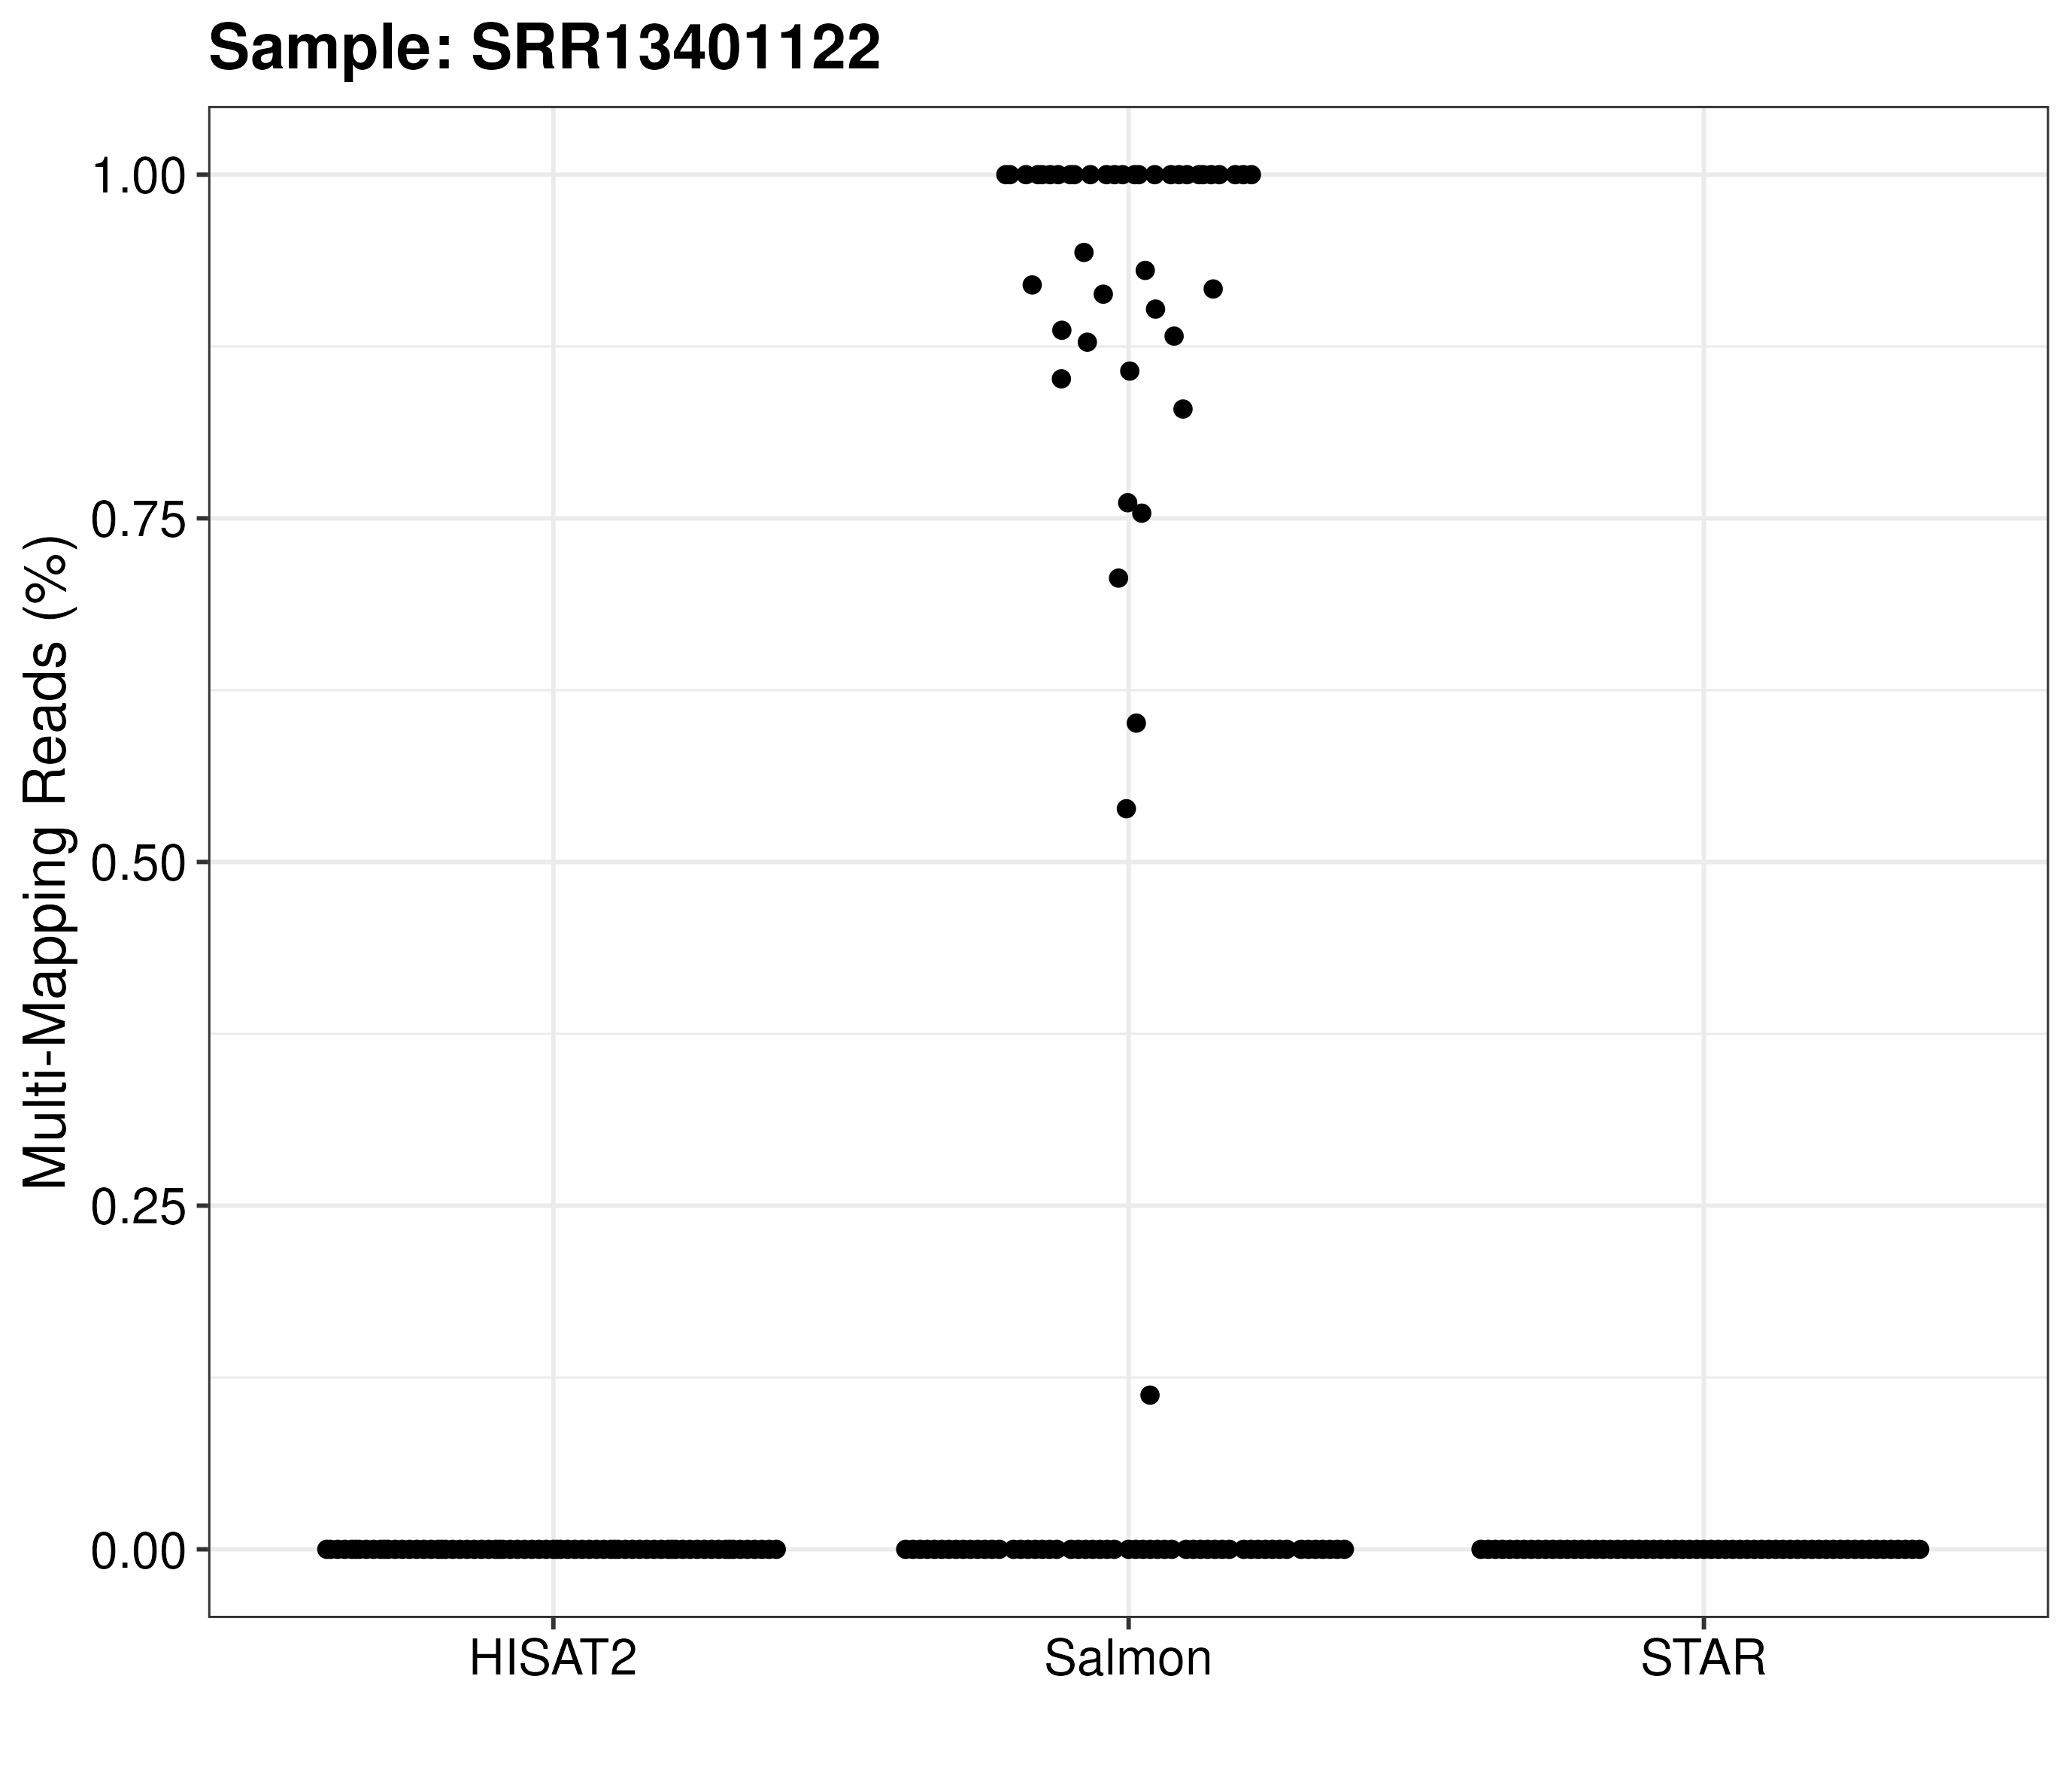 Sample: SRR13401122
Multi-Mapping Reads (%)
1.00
0.75
0.50
0.25
0.00
HISAT2
Salmon
STAR